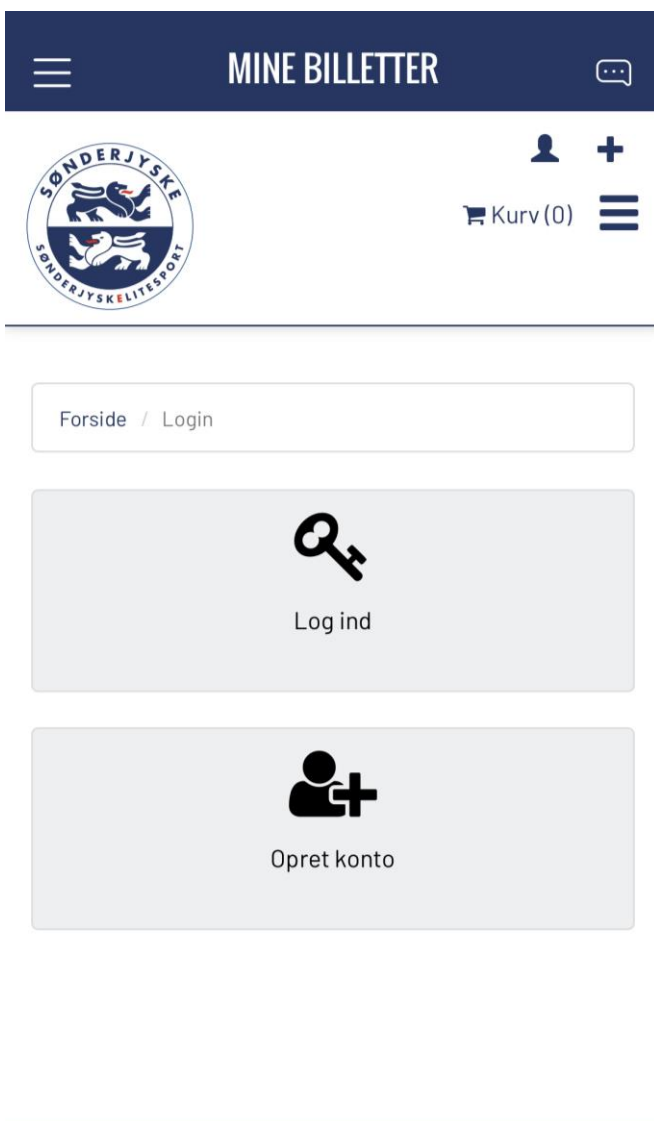 MINE BILLETTER
SØNDERJYSKE
SØNDERJYSKELITESPORT
Kurv (0)
Forside / Login
Log ind
Opret konto